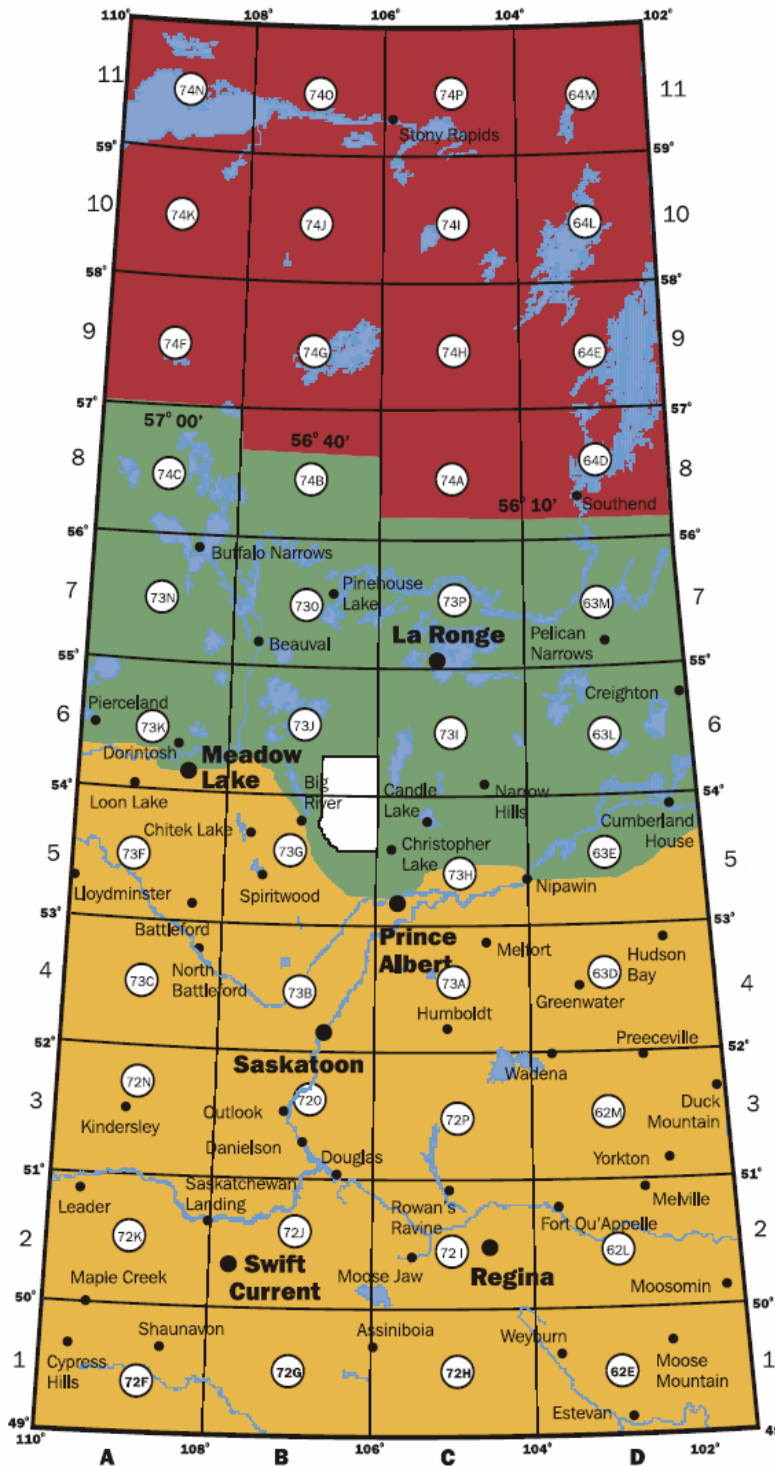 110°
108°
106°
104°
102°
11
74N
74O
74P
64M
11
Stony Rapids
59°
59°
10
74K
74J
74I
64L
10
58°
58°
9
74F
74G
74H
64E
9
57°
57°
57° 00'
56° 40'
8
74C
74B
74A
64D
8
56° 10'
Southend
56°
56°
Buffalo Narrows
7
73N
73O
Pinehouse
Lake
73P
63M
7
La Ronge
Pelican
Narrows
Beauval
55°
55°
Creighton
6
Pierceland
73K
73J
73I
63L
6
Dorintosh
Meadow
Lake
54°
Loon Lake
Big
River
Candle
Lake
Narrow
Hills
54°
Cumberland
House
Chitek Lake
5
73F
73G
Christopher
Lake
73H
63E
5
Lloydminster
Spiritwood
Nipawin
53°
Battleford
53°
Prince
Albert
Melfort
Hudson
Bay
North
Battleford
4
73C
73B
73A
63D
4
Greenwater
Humboldt
52°
Preeceville
52°
Saskatoon
Wadena
72N
3
Kindersley
Outlook
72O
72P
62M
Duck
Mountain
3
Danielson
Douglas
Yorkton
51°
Saskatchewan
Landing
51°
Leader
Rowan's
Ravine
Melville
Fort Qu'Appelle
2
72K
72J
72I
62L
2
Swift
Current
Moose Jaw
Regina
Maple Creek
Moosomin
50°
50°
Shaunavon
Assiniboia
Weyburn
1
Cypress
Hills
72F
72G
72H
62E
Moose
Mountain
1
Estevan
49°
110°
108°
106°
104°
102°
A
B
C
D